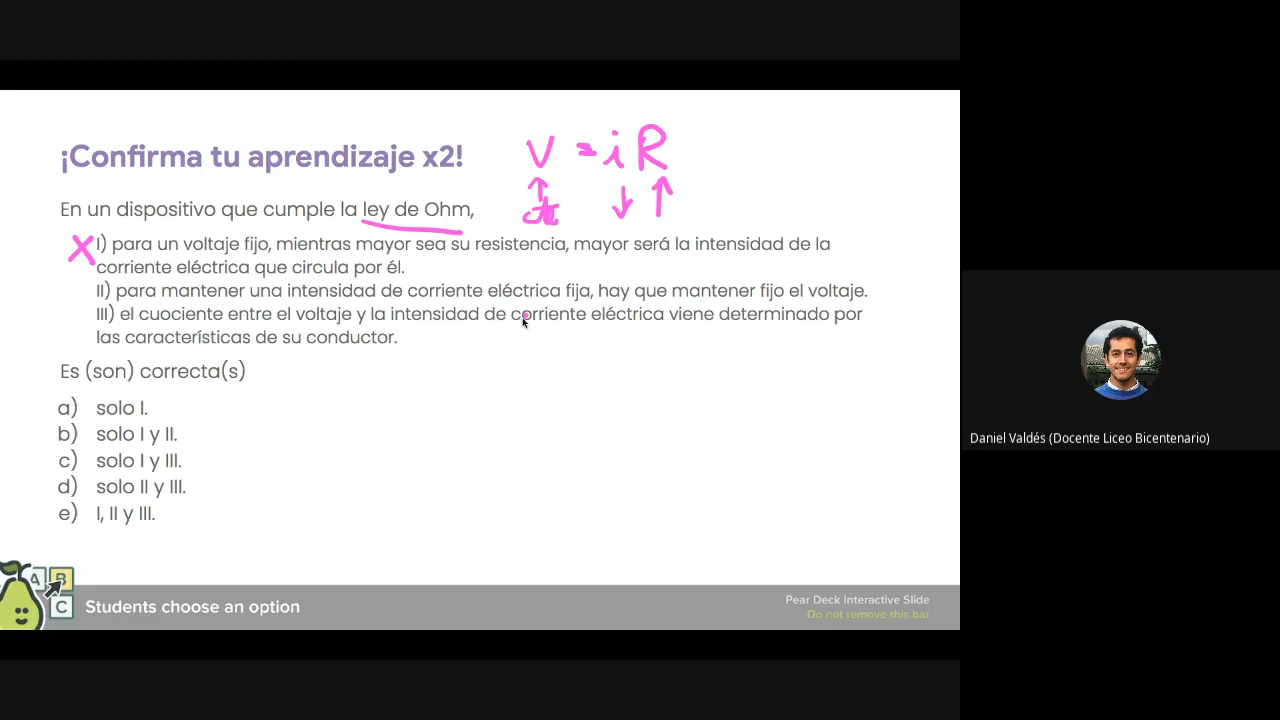 ¡Confirma tu aprendizaje x2!
V = i R
cte
En un dispositivo que cumple la ley de Ohm,
X
I) para un voltaje fijo, mientras mayor sea su resistencia, mayor será la intensidad de la
corriente eléctrica que circula por él.
II) para mantener una intensidad de corriente eléctrica fija, hay que mantener fijo el voltaje.
III) el cuociente entre el voltaje y la intensidad de corriente eléctrica viene determinado por
las características de su conductor.
Es (son) correcta(s)
a) solo I.
b) solo I y II.
c) solo I y III.
d) solo II y III.
e) I, II y III.
A B
C
Students choose an option
Pear Deck Interactive Slide
Do not remove this bar
Daniel Valdés (Docente Liceo Bicentenario)